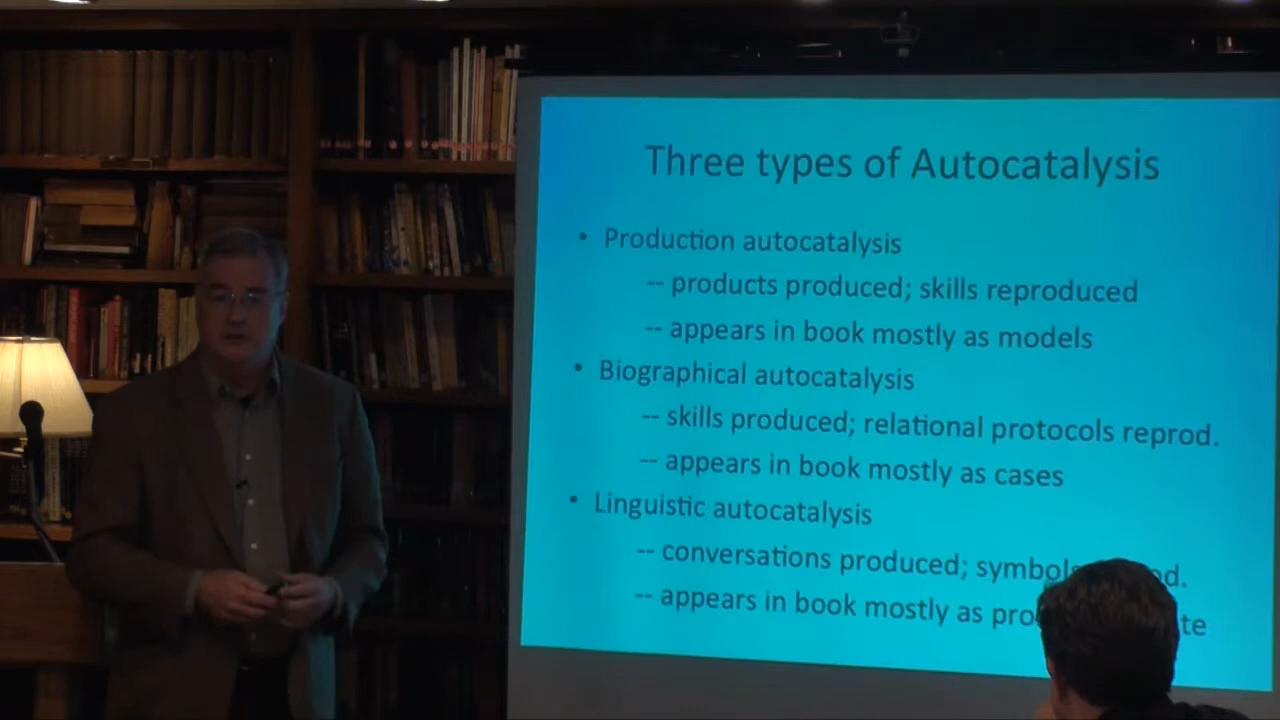 Three types of Autocatalysis
• Production autocatalysis
-- products produced; skills reproduced
-- appears in book mostly as models
• Biographical autocatalysis
-- skills produced; relational protocols reprod.
-- appears in book mostly as cases
• Linguistic autocatalysis
-- conversations produced;
-- appears in book mostly as